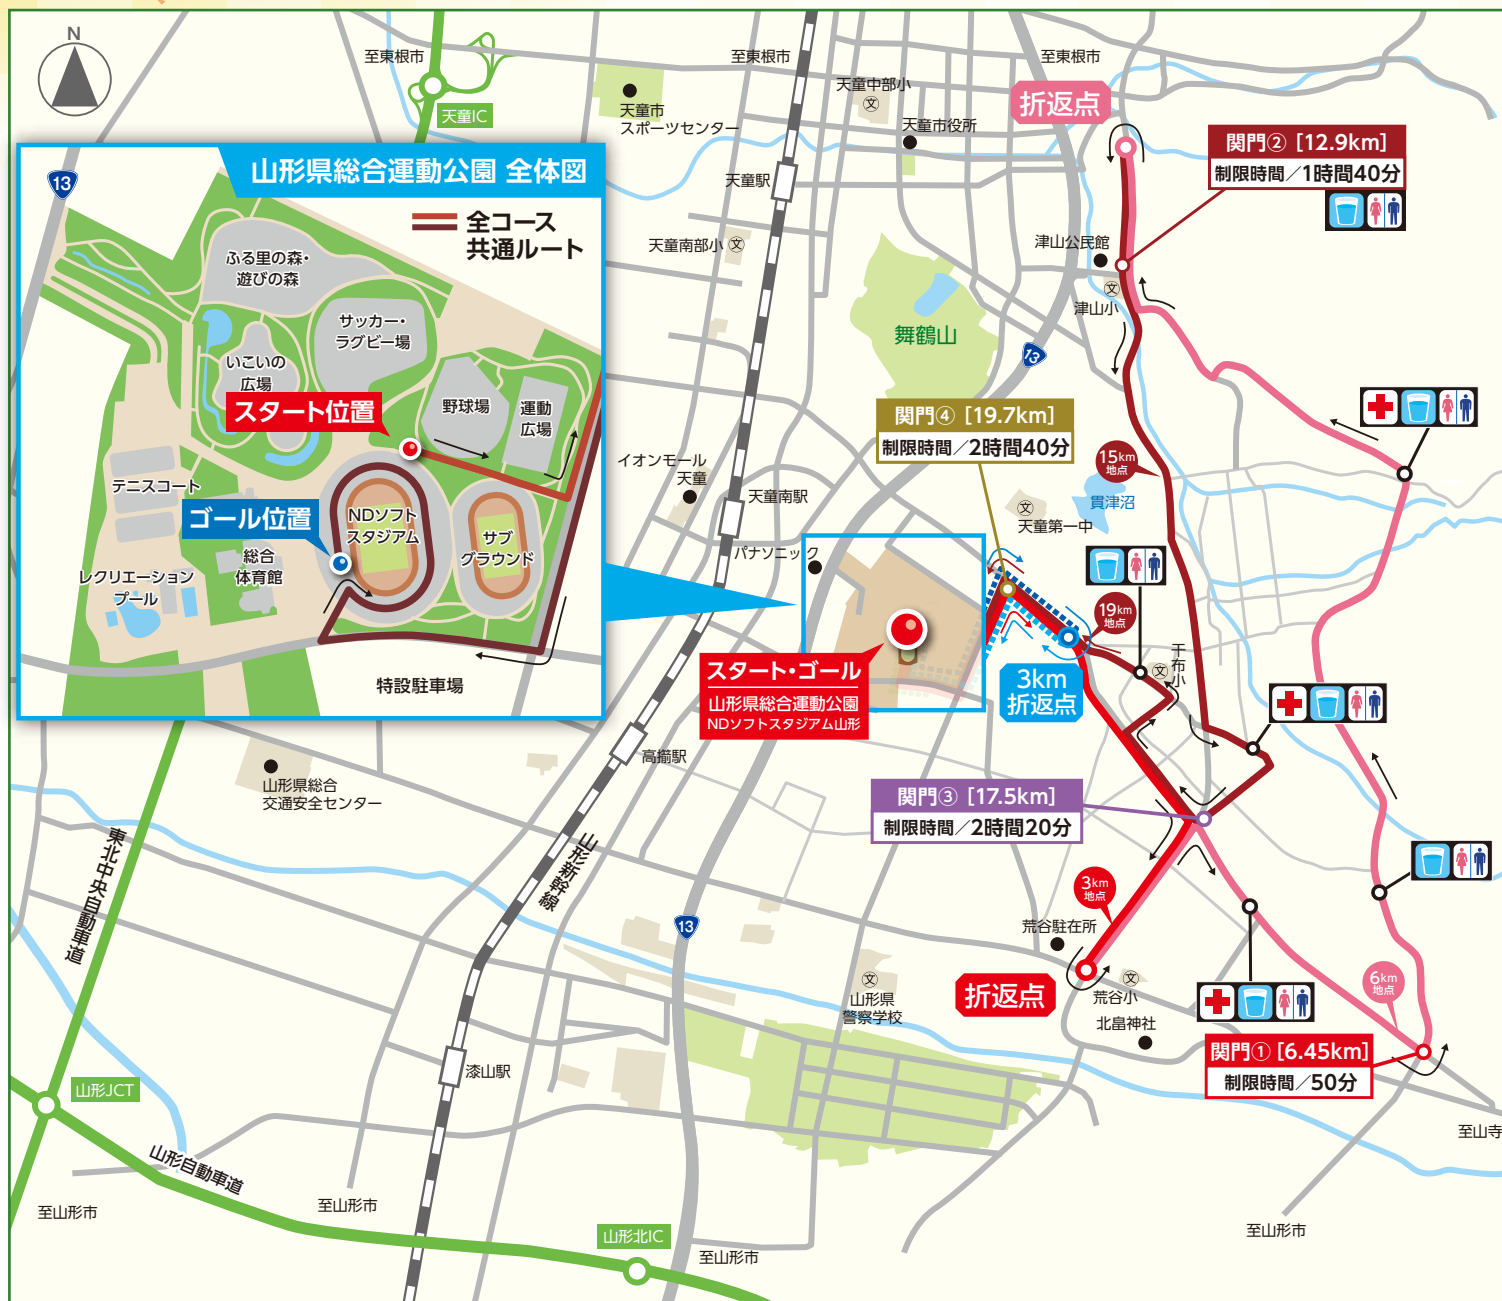 N
至東根市
至東根市
至東根市
天童IC
天童市
スポーツセンター
天童中部小
文
天童市役所
折返点
関門② [12.9km]
制限時間／1時間40分
天童駅
天童南部小
文
津山公民館
文
津山小
舞鶴山
13
山形県総合運動公園 全体図
13
全コース
共通ルート
ふる里の森・
遊びの森
サッカー・
ラグビー場
いこいの
広場
スタート位置
野球場
運動
広場
テニスコート
ゴール位置
NDソフト
スタジアム
サブ
グラウンド
総合
体育館
レクリエーション
プール
特設駐車場
関門④ [19.7km]
制限時間／2時間40分
イオンモール
天童
天童南駅
パナソニック
文
天童第一中
貫津沼
15km
地点
19km
地点
文
干布小
スタート・ゴール
山形県総合運動公園
NDソフトスタジアム山形
3km
折返点
高擶駅
山形県総合
交通安全センター
関門③ [17.5km]
制限時間／2時間20分
東北中央自動車道
山形新幹線
13
3km
地点
荒谷駐在所
折返点
文
荒谷小
北畠神社
文
山形県
警察学校
6km
地点
関門① [6.45km]
制限時間／50分
漆山駅
山形JCT
山形自動車道
至山寺
至山形市
至山形市
山形北IC
至山形市
至山形市